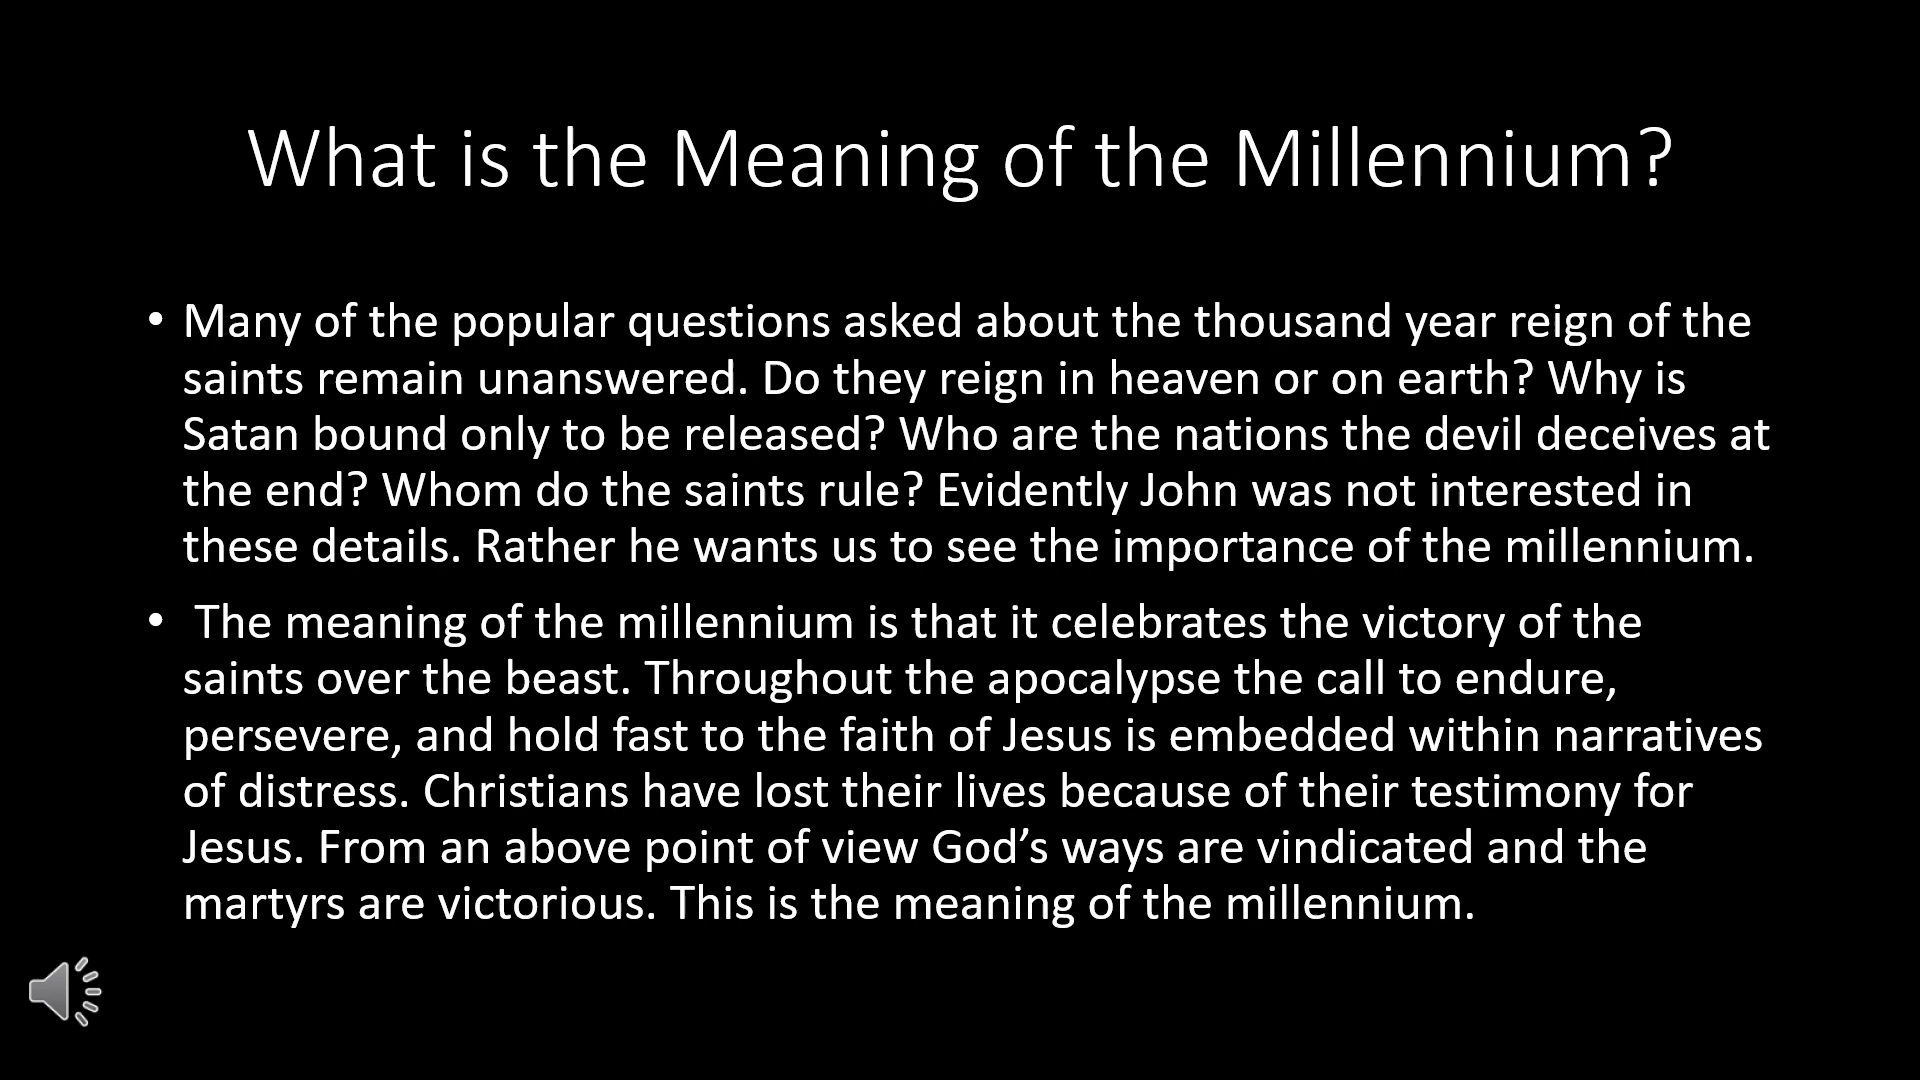 What is the Meaning of the Millennium?
• Many of the popular questions asked about the thousand year reign of the
saints remain unanswered. Do they reign in heaven or on earth? Why is
Satan bound only to be released? Who are the nations the devil deceives at
the end? Whom do the saints rule? Evidently John was not interested in
these details. Rather he wants us to see the importance of the millennium.
• The meaning of the millennium is that it celebrates the victory of the
saints over the beast. Throughout the apocalypse the call to endure,
persevere, and hold fast to the faith of Jesus is embedded within narratives
of distress. Christians have lost their lives because of their testimony for
Jesus. From an above point of view God’s ways are vindicated and the
martyrs are victorious. This is the meaning of the millennium.